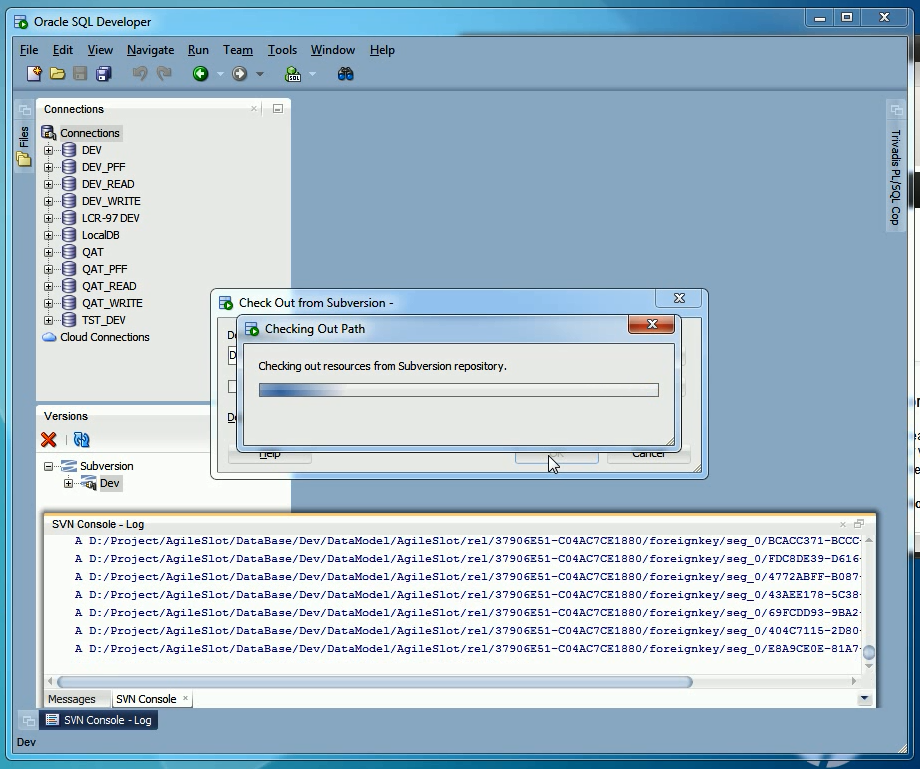 Oracle SQL Developer
File Edit View Navigate Run Team Tools Window Help
Connections
Files
Connections
DEV
DEV_PFF
DEV_READ
DEV_WRITE
LCR-97 DEV
LocalDB
QAT
QAT_PFF
QAT_READ
QAT_WRITE
TST_DEV
Cloud Connections
Trivadis PL/SQL Cop
Check Out from Subversion -
Checking Out Path
Checking out resources from Subversion repository.
Help Cancel
Versions
Subversion
Dev
SVN Console - Log
A D:/Project/AgileSlot/DataBase/Dev/DataModel/AgileSlot/rel/37906E51-C04AC7CE1880/foreignkey/seg_0/BCACC371-BCCC-
A D:/Project/AgileSlot/DataBase/Dev/DataModel/AgileSlot/rel/37906E51-C04AC7CE1880/foreignkey/seg_0/FDC8DE39-D616-
A D:/Project/AgileSlot/DataBase/Dev/DataModel/AgileSlot/rel/37906E51-C04AC7CE1880/foreignkey/seg_0/4772ABFF-B087-
A D:/Project/AgileSlot/DataBase/Dev/DataModel/AgileSlot/rel/37906E51-C04AC7CE1880/foreignkey/seg_0/43AEE178-5C38-
A D:/Project/AgileSlot/DataBase/Dev/DataModel/AgileSlot/rel/37906E51-C04AC7CE1880/foreignkey/seg_0/69FCDD93-9BA2-
A D:/Project/AgileSlot/DataBase/Dev/DataModel/AgileSlot/rel/37906E51-C04AC7CE1880/foreignkey/seg_0/404C7115-2D80-
A D:/Project/AgileSlot/DataBase/Dev/DataModel/AgileSlot/rel/37906E51-C04AC7CE1880/foreignkey/seg_0/E8A9CE0E-81A7-
Messages SVN Console
SVN Console - Log
Dev